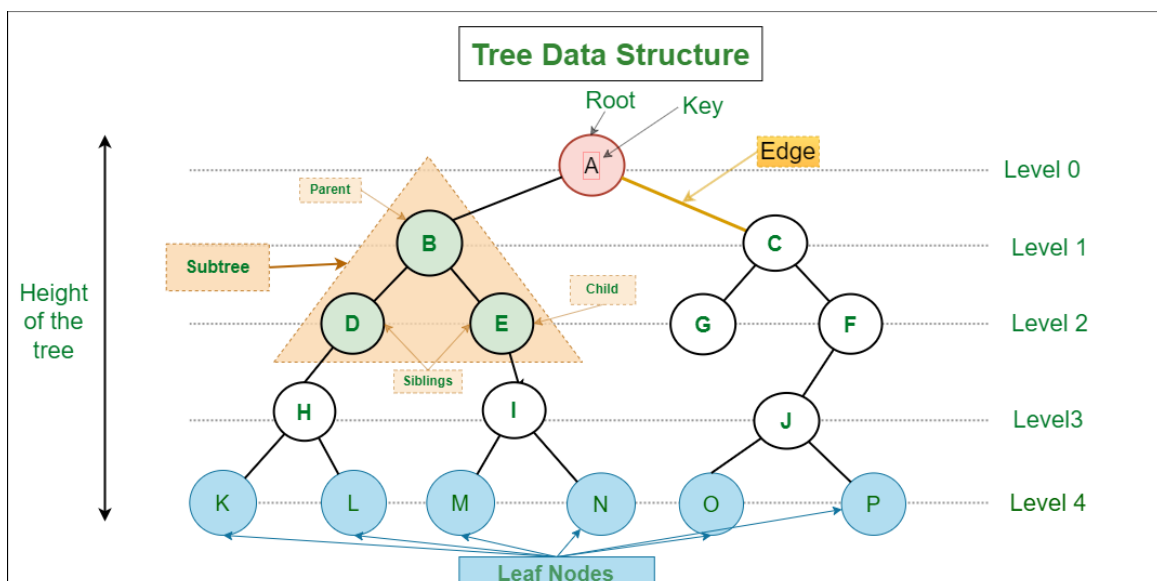 Tree Data Structure
Root
Key
A
Edge
Level 0
Parent
B
C
Level 1
Subtree
Child
Height
of the
tree
D
E
G
F
Level 2
Siblings
H
I
J
Level3
K
L
M
N
O
P
Level 4
Leaf Nodes